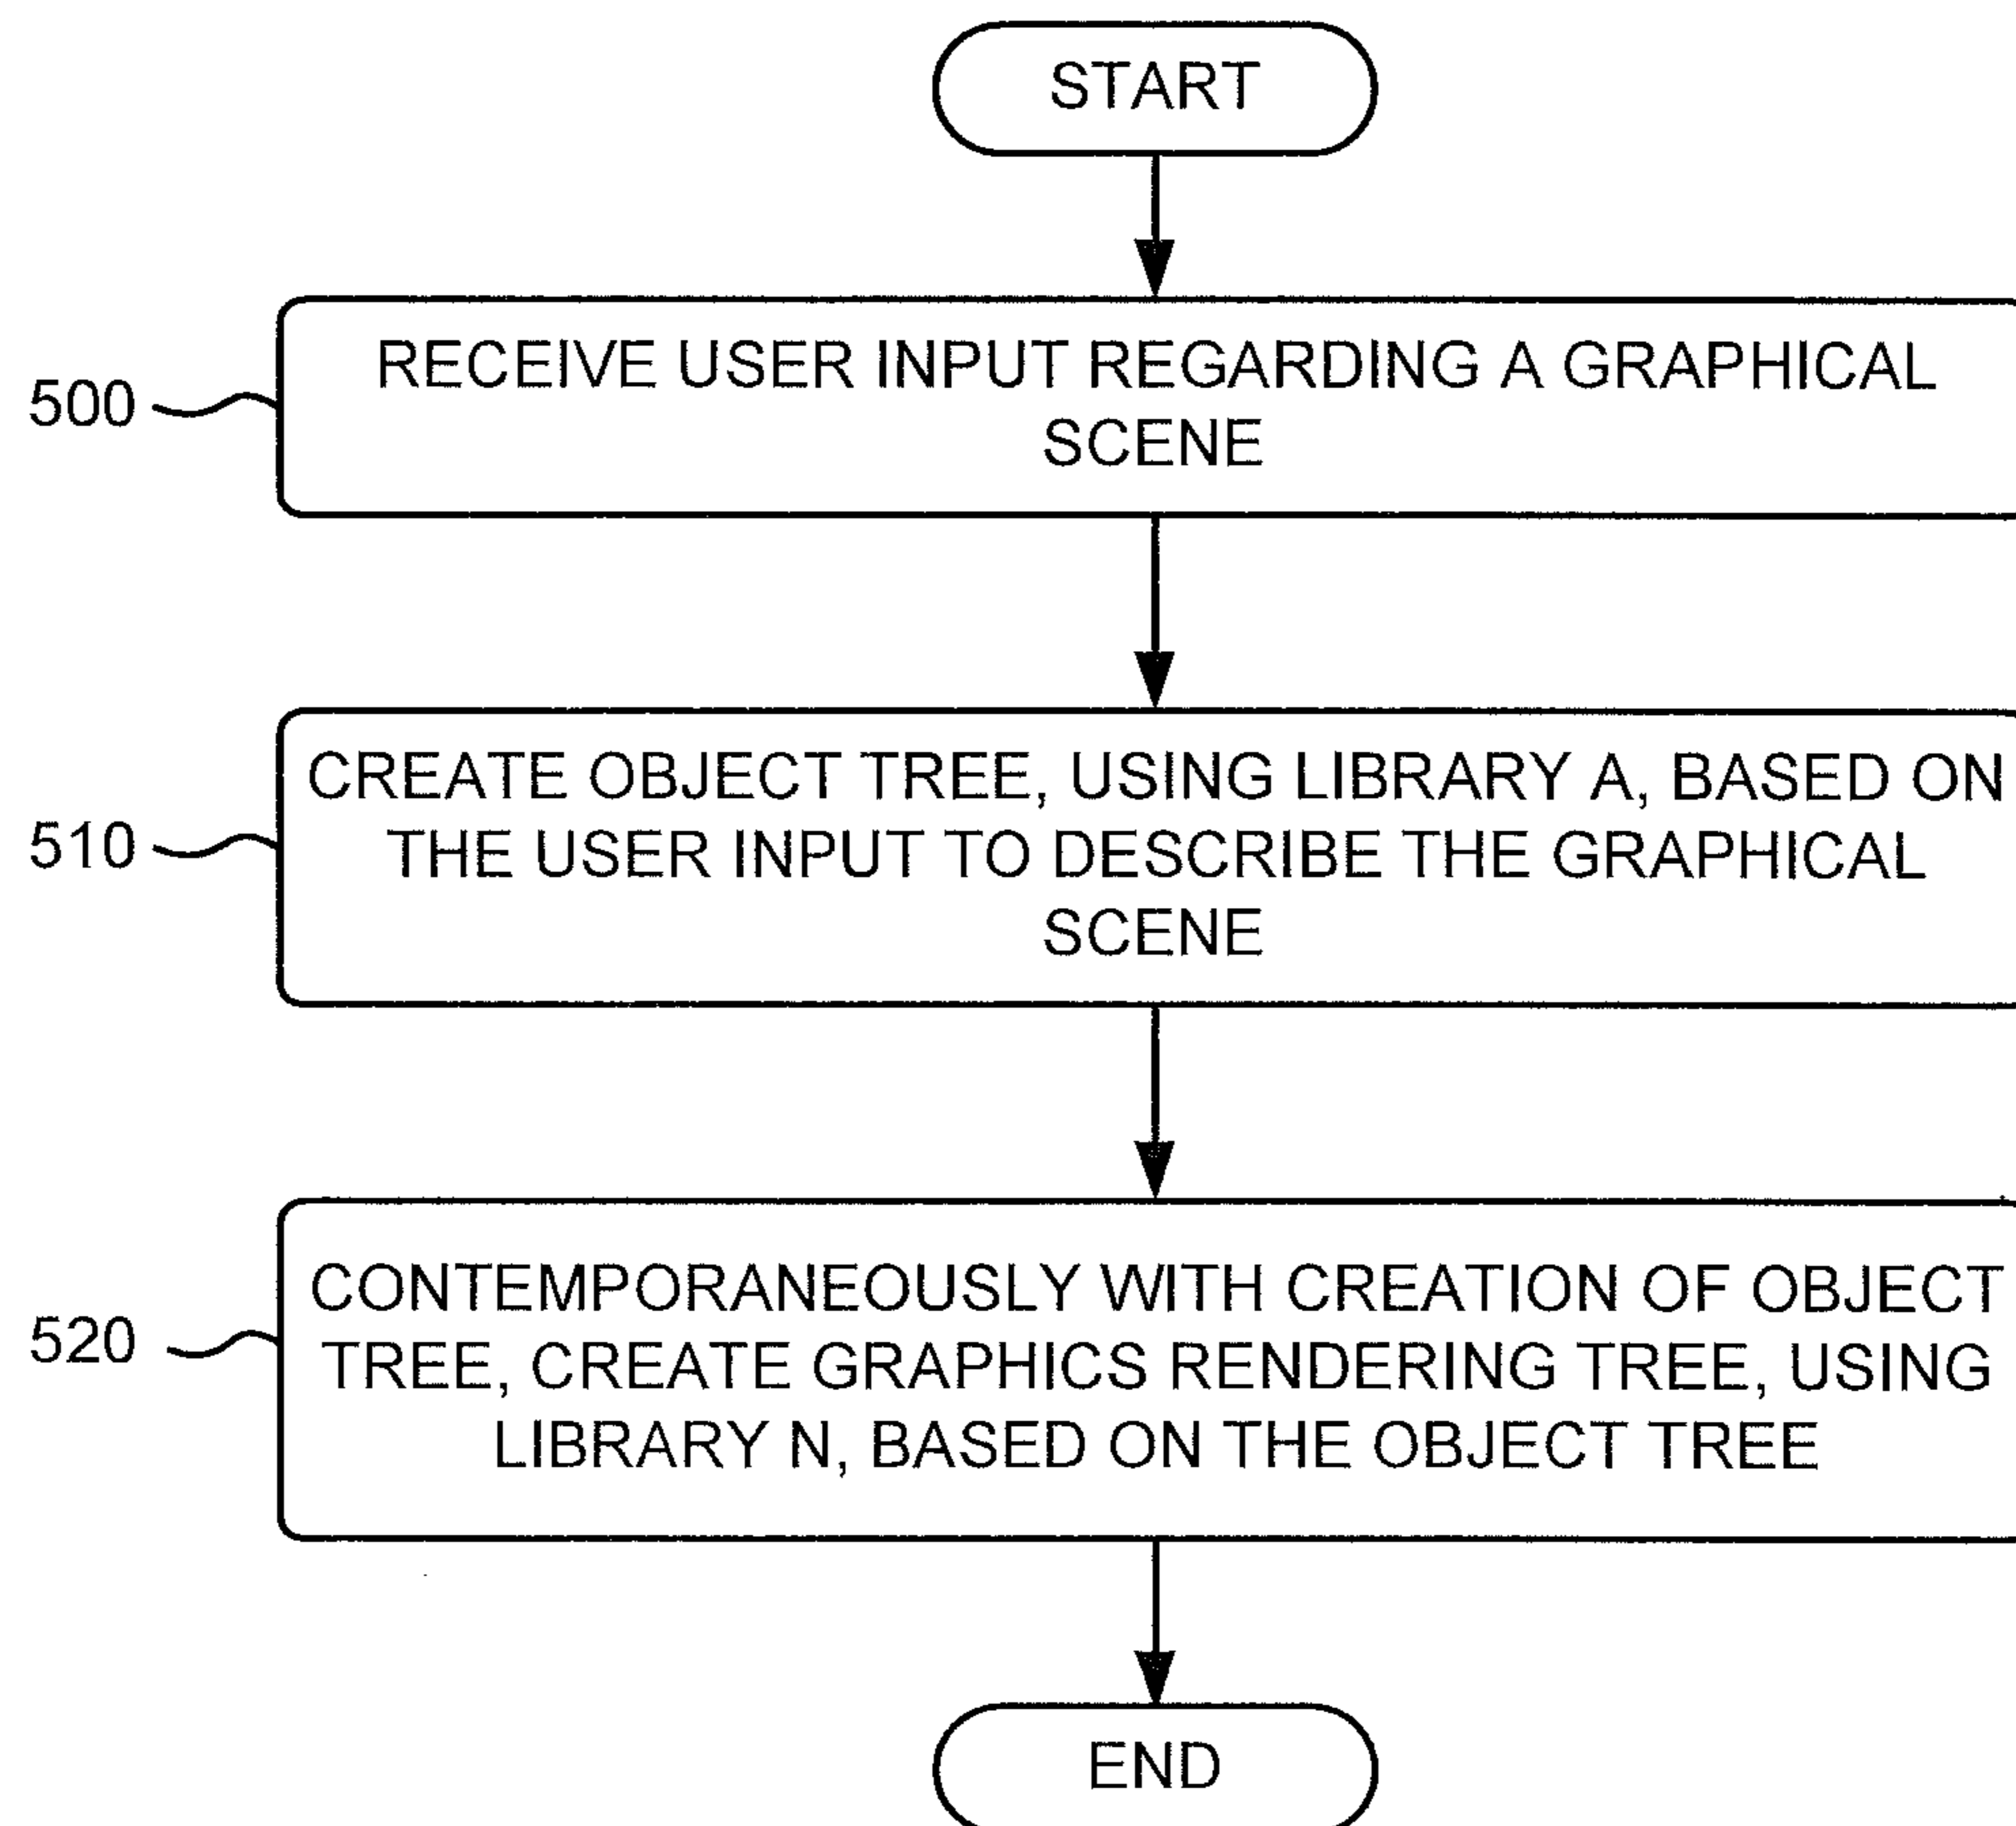 START
500
RECEIVE USER INPUT REGARDING A GRAPHICAL
SCENE
510
CREATE OBJECT TREE, USING LIBRARY A, BASED ON
THE USER INPUT TO DESCRIBE THE GRAPHICAL
SCENE
520
CONTEMPORANEOUSLY WITH CREATION OF OBJECT
TREE, CREATE GRAPHICS RENDERING TREE, USING
LIBRARY N, BASED ON THE OBJECT TREE
END